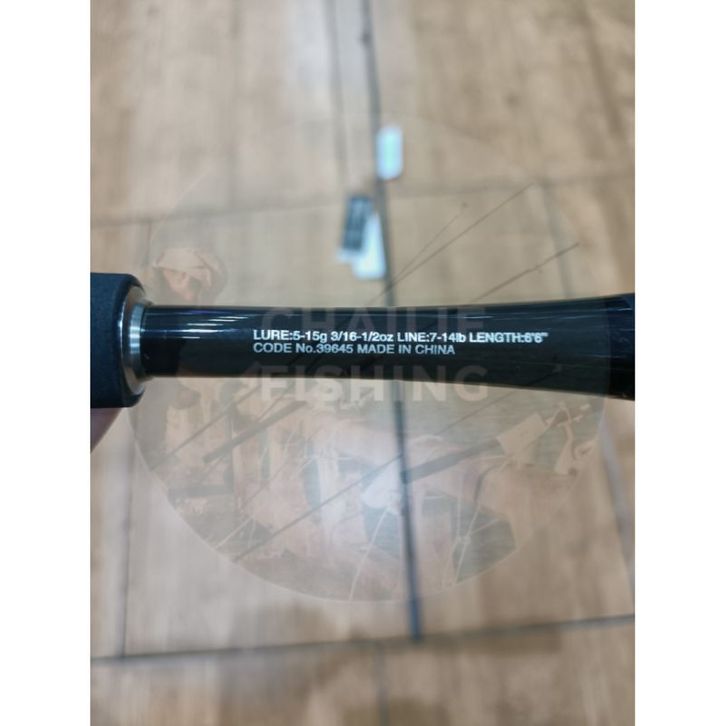 LURE:5-15g 3/16-1/2oz LINE:7-14lb LENGTH:6'6"
CODE No.39645 MADE IN CHINA
FISHING